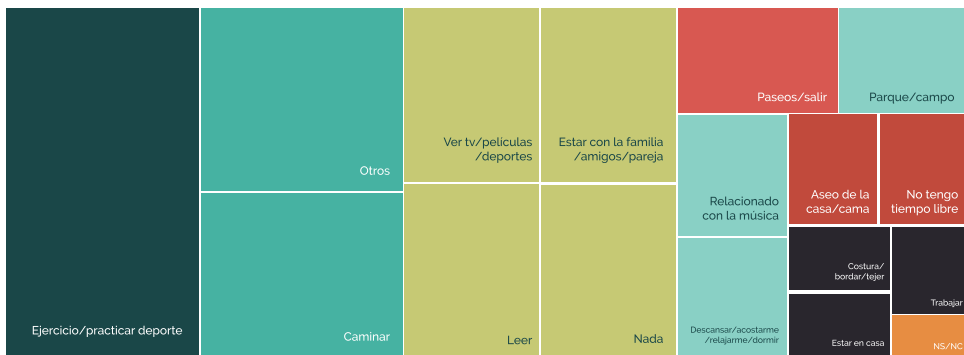 Ejercicio/practicar deporte
Otros
Caminar
Ver tv/películas
/deportes
Leer
Estar con la familia
/amigos/pareja
Nada
Paseos/salir
Parque/campo
Relacionado
con la música
Aseo de la
casa/cama
No tengo
tiempo libre
Descansar/acostarme
/relajarme/dormir
Costura/
bordar/tejer
Estar en casa
Trabajar
NS/NC